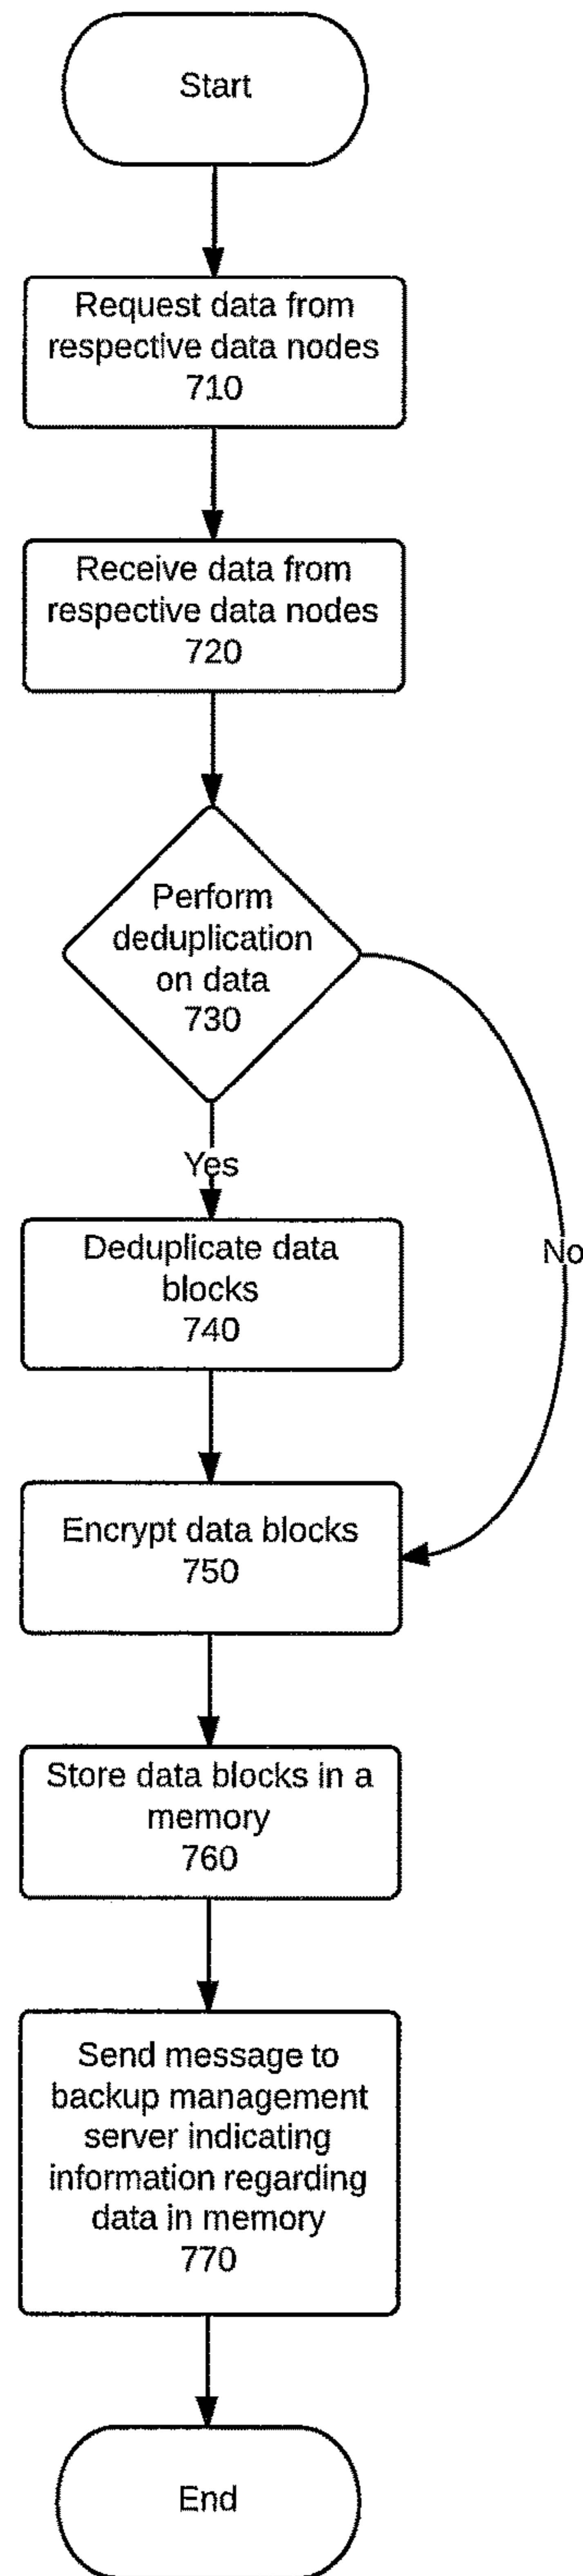 Start
Request data from
respective data nodes
710
Receive data from
respective data nodes
720
Perform
deduplication
on data
730
Yes
Deduplicate data
blocks
740
No
Encrypt data blocks
750
Store data blocks in a
memory
760
Send message to
backup management
server indicating
information regarding
data in memory
770
End